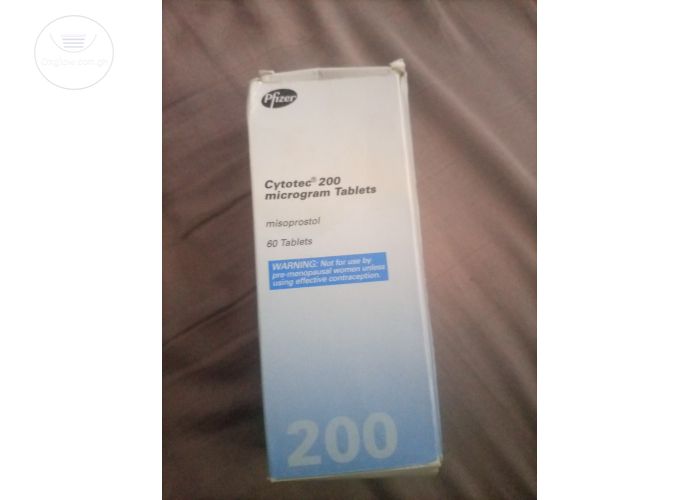 Pfizer
Cytotec® 200
microgram Tablets
misoprostol
60 Tablets
WARNING: Not for use by
pre-menopausal women unless
using effective contraception.
200